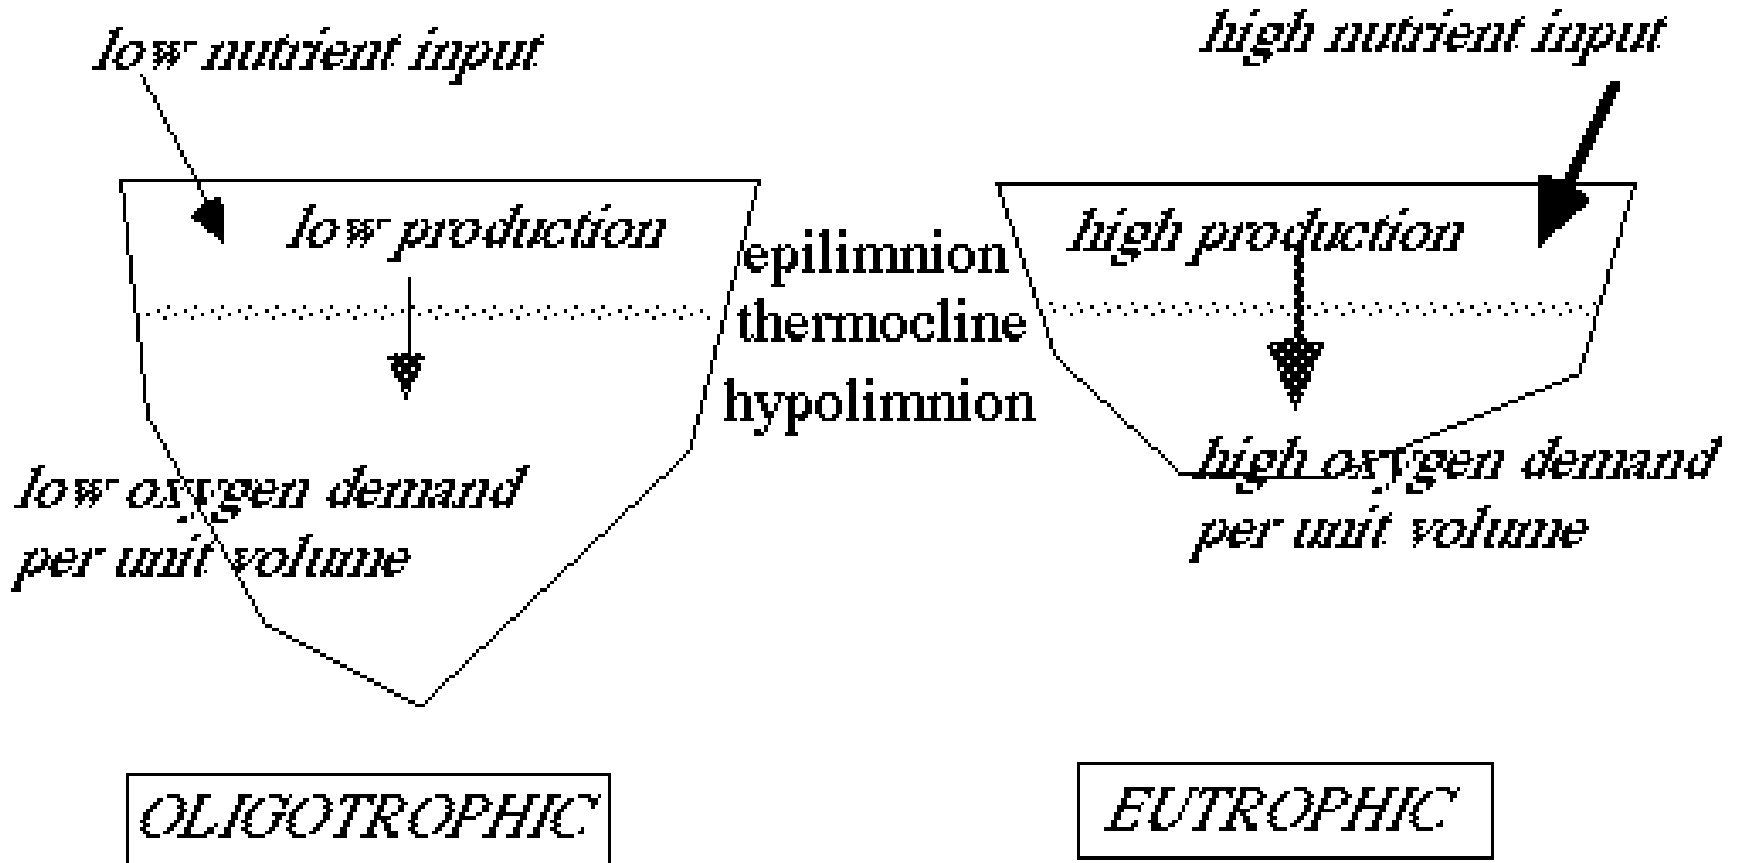 low nutrient input
high nutrient input
low production
high production
epilimnion
thermocline
hypolimnion
low oxygen demand
per unit volume
high oxygen demand
per unit volume
OLIGOTROPHIC
EUTROPHIC